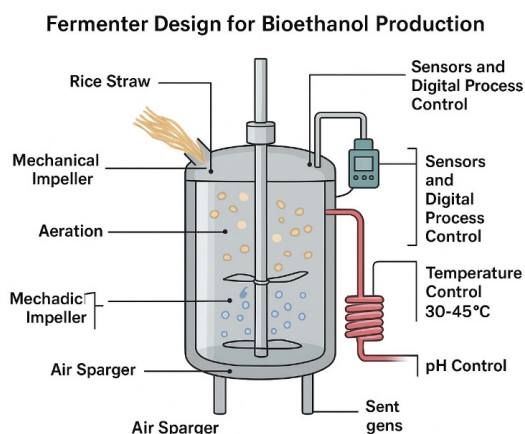 Fermenter Design for Bioethanol Production
Rice Straw
Sensors and
Digital Process
Control
Mechanical
Impeller
Sensors
and
Digital
Process
Control
Aeration
Temperature
Control
30-45°C
Mechadic
Impeller
pH Control
Air Sparger
Sent
gens
Air Sparger